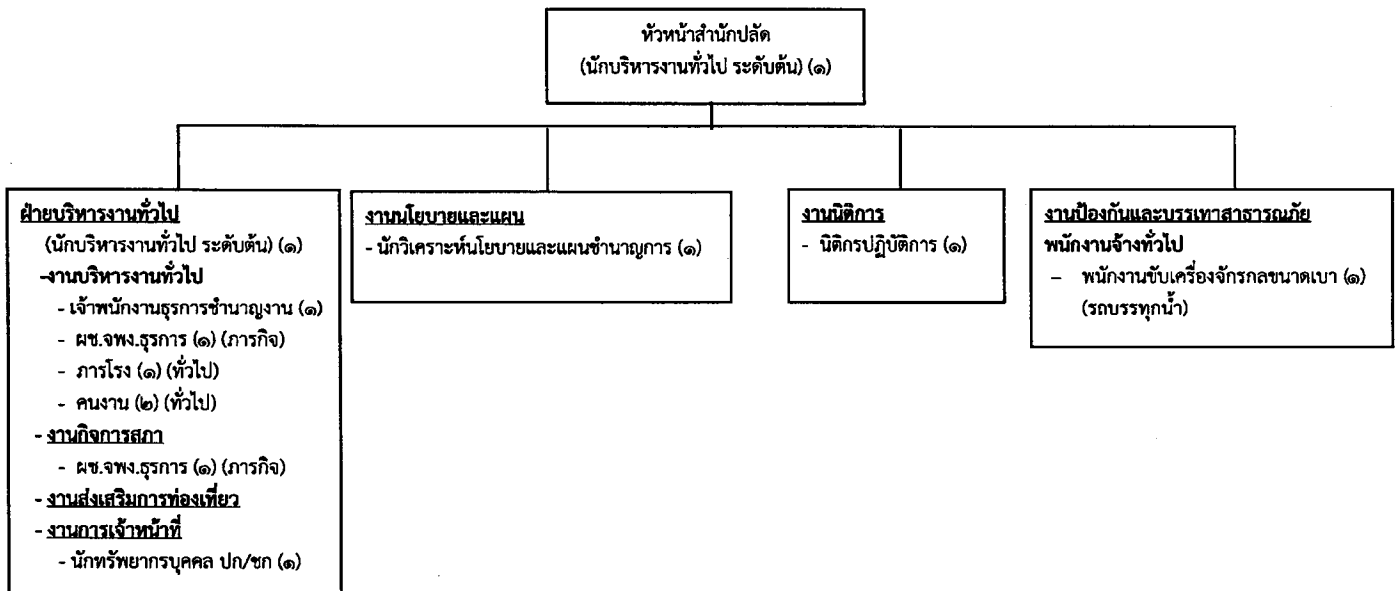 หัวหน้าสำนักปลัด
(นักบริหารงานทั่วไป ระดับต้น) (๑)
ฝ่ายบริหารงานทั่วไป
(นักบริหารงานทั่วไป ระดับต้น) (๑)
-งานบริหารงานทั่วไป
- เจ้าพนักงานธุรการชำนาญงาน (๑)
- ผช.จพง.ธุรการ (๑) (ภารกิจ)
- ภารโรง (๑) (ทั่วไป)
- คนงาน (๒) (ทั่วไป)
- งานกิจการสภา
- ผช.จพง.ธุรการ (๑) (ภารกิจ)
- งานส่งเสริมการท่องเที่ยว
- งานการเจ้าหน้าที่
- นักทรัพยากรบุคคล ปก/ชก (๑)
งานนโยบายและแผน
- นักวิเคราะห์นโยบายและแผนชำนาญการ (๑)
งานนิติการ
- นิติกรปฏิบัติการ (๑)
งานป้องกันและบรรเทาสาธารณภัย
พนักงานจ้างทั่วไป
– พนักงานขับเครื่องจักรกลขนาดเบา (๑)
(รถบรรทุกน้ำ)